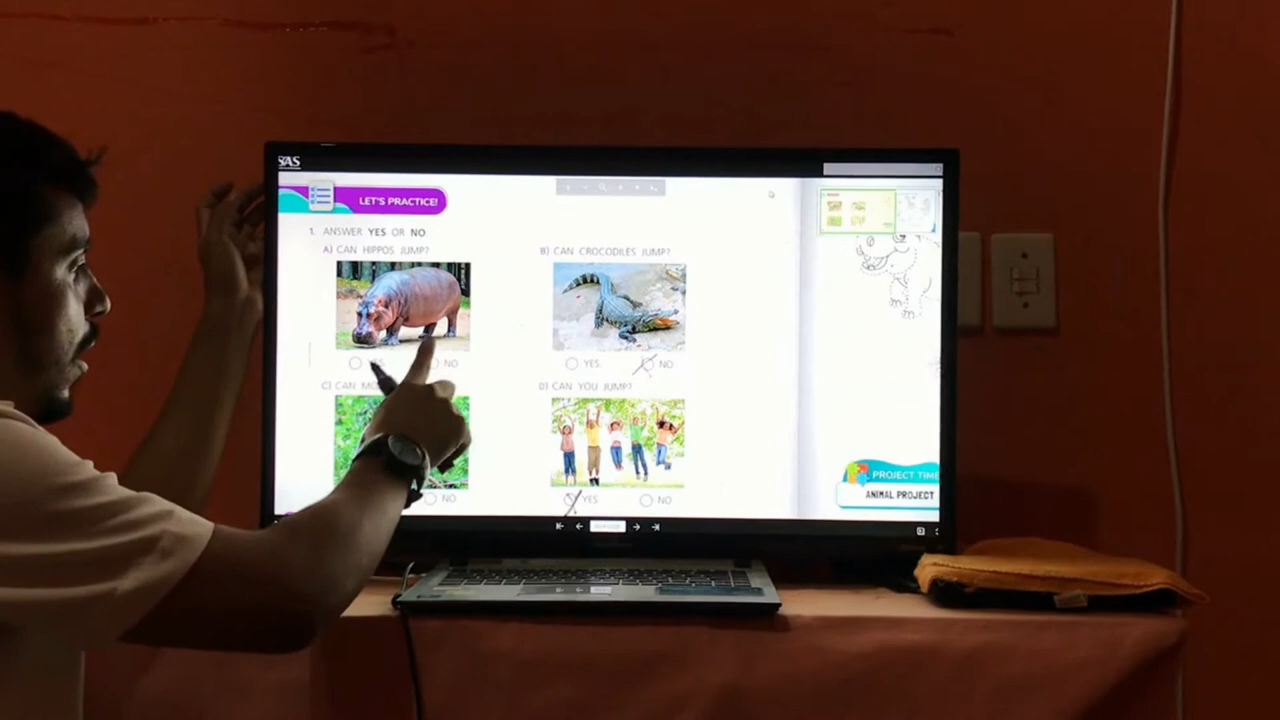 SAS
LET'S PRACTICE!
1. ANSWER YES OR NO
A) CAN HIPPOS JUMP?
B) CAN CROCODILES JUMP?
YES
NO
YES
NO
C) CAN
D) CAN YOU JUMP?
NO
YES
NO
PROJECT TIME
ANIMAL PROJECT